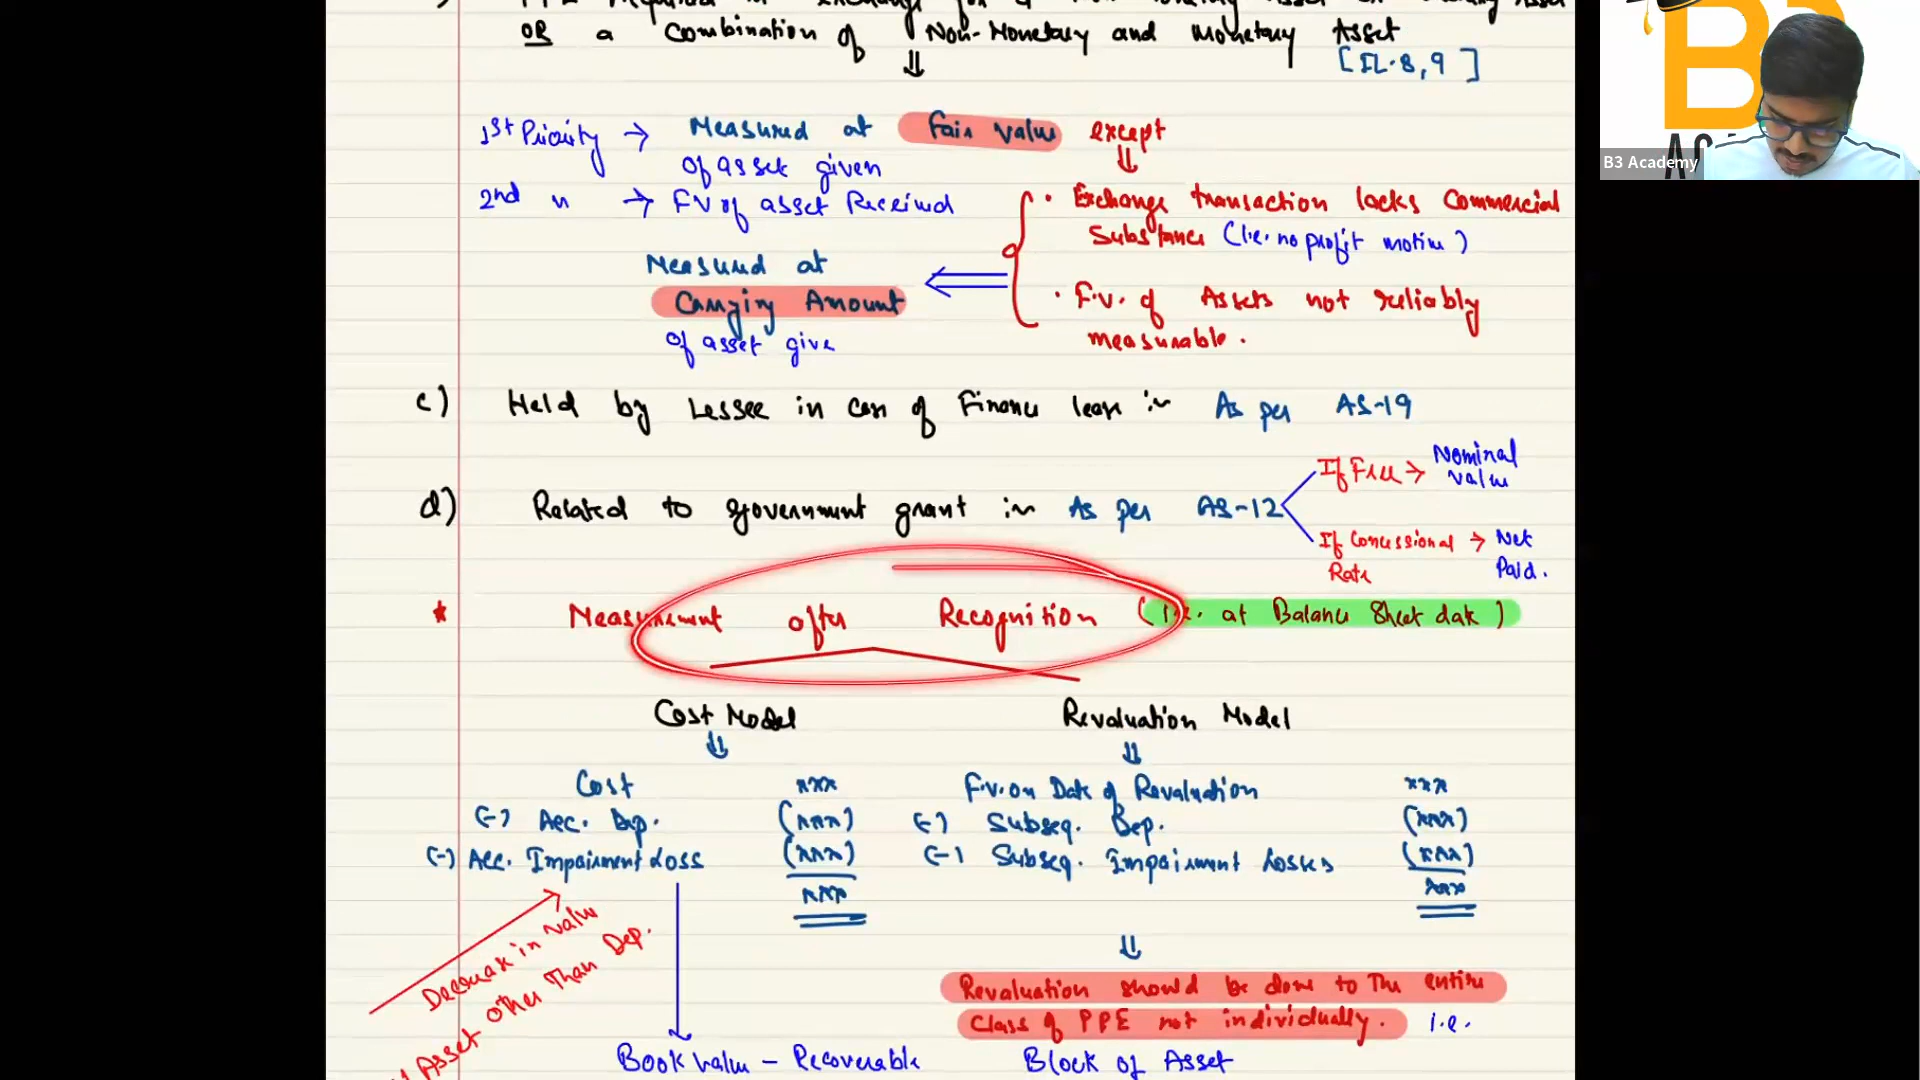 OR a Combination of Non-Monetary and Monetary Asset
[IL.8,9]
1st Priority → Measured at fair value except
of asset given
2nd " → FV of asset Received
• Exchange transaction lacks Commercial
Substance (i.e. no profit motive)
Measured at
Carrying Amount
of asset give
• F.v. of Assets not reliably
measurable.
c) Held by Lessee in case of Finance lease :- As per AS-19
d) Related to government grant :- As per AS-12
If Free → Nominal
value
If Concessional → Net
Rate Paid.
* Measurement after Recognition (i.e. at Balance Sheet date)
Cost Model Revaluation Model
Cost xxx F.v. on Date of Revaluation xxx
(-) Acc. Dep. (xxx) (-) Subseq. Dep. (xxx)
(-) Acc. Impairment Loss (xxx) (-) Subseq. Impairment Losses (xxx)
xxx xxx
Decrease in value
Asset other Than Dep.
Revaluation should be done to The entire
Class of PPE not individually. i.e.
Book value - Recoverable Block of Asset
B3 Academy